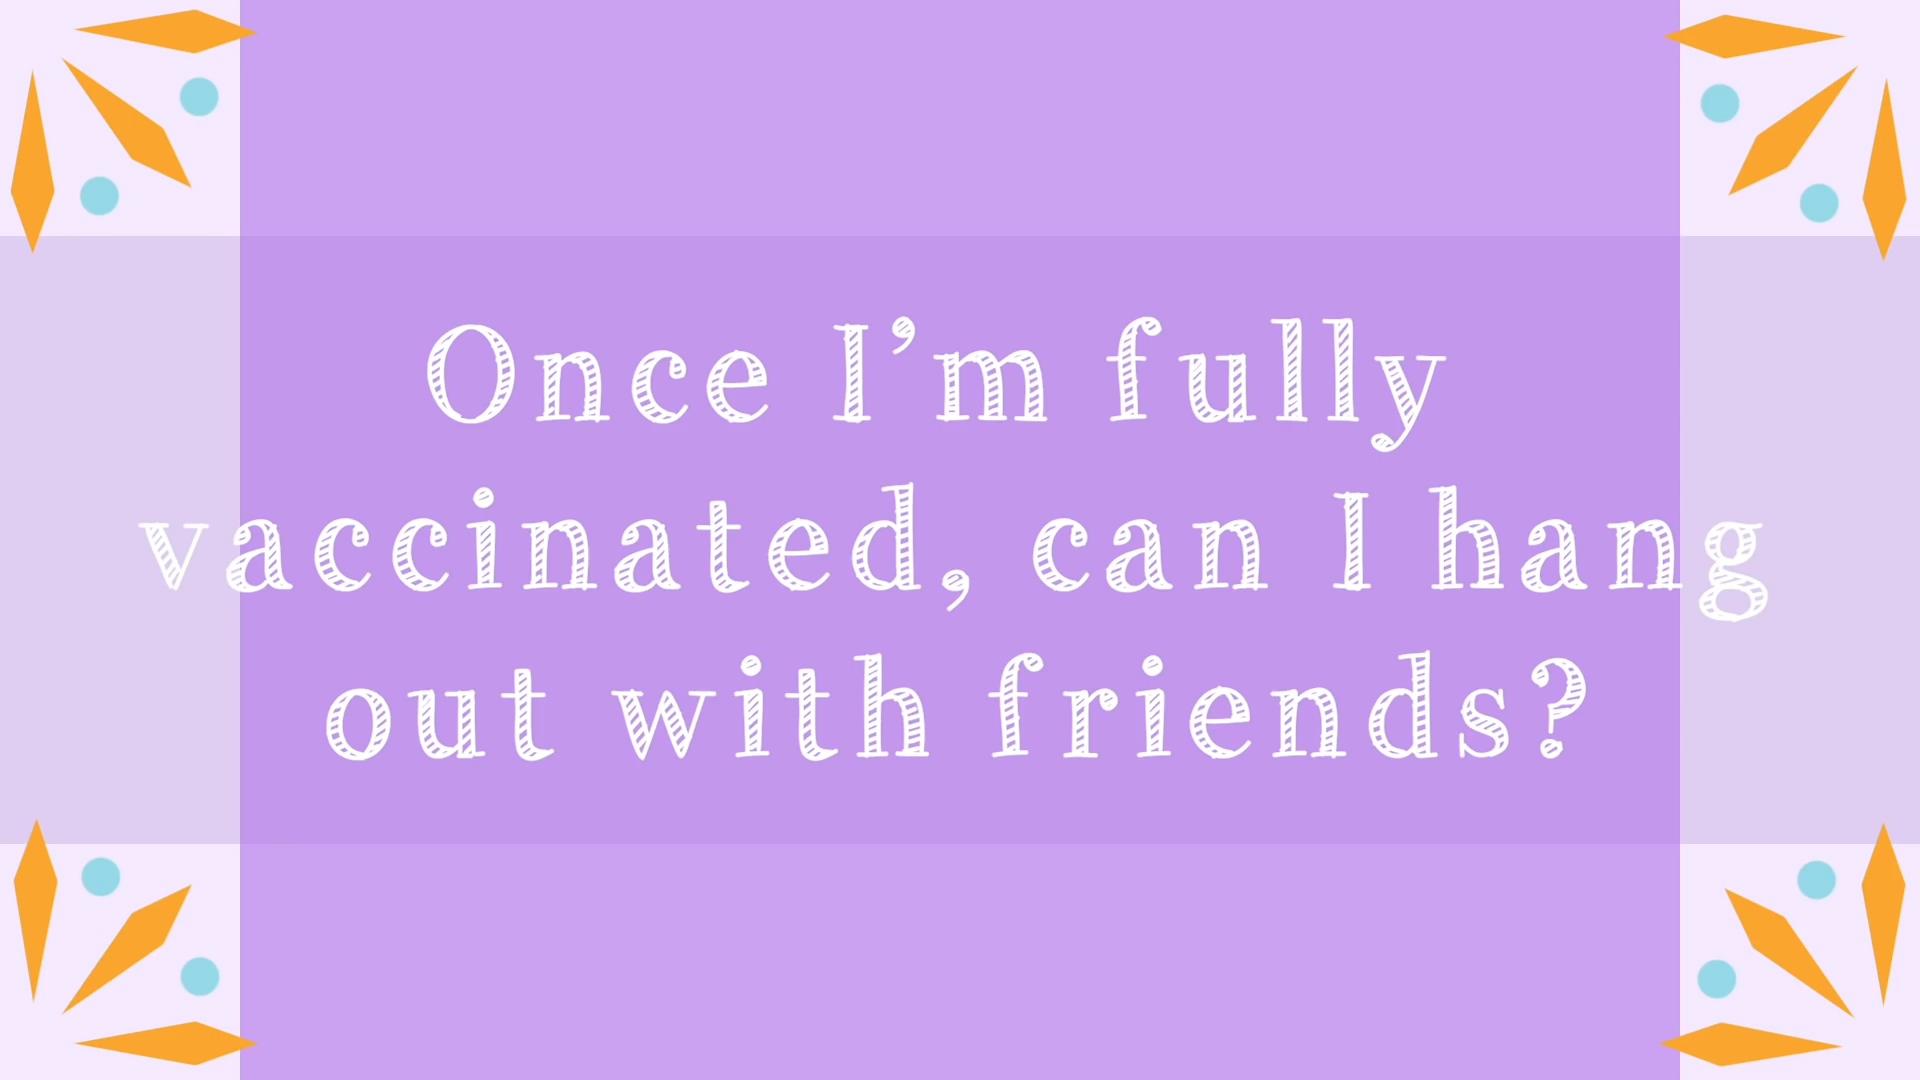 Once I’m fully
vaccinated, can I hang
out with friends?